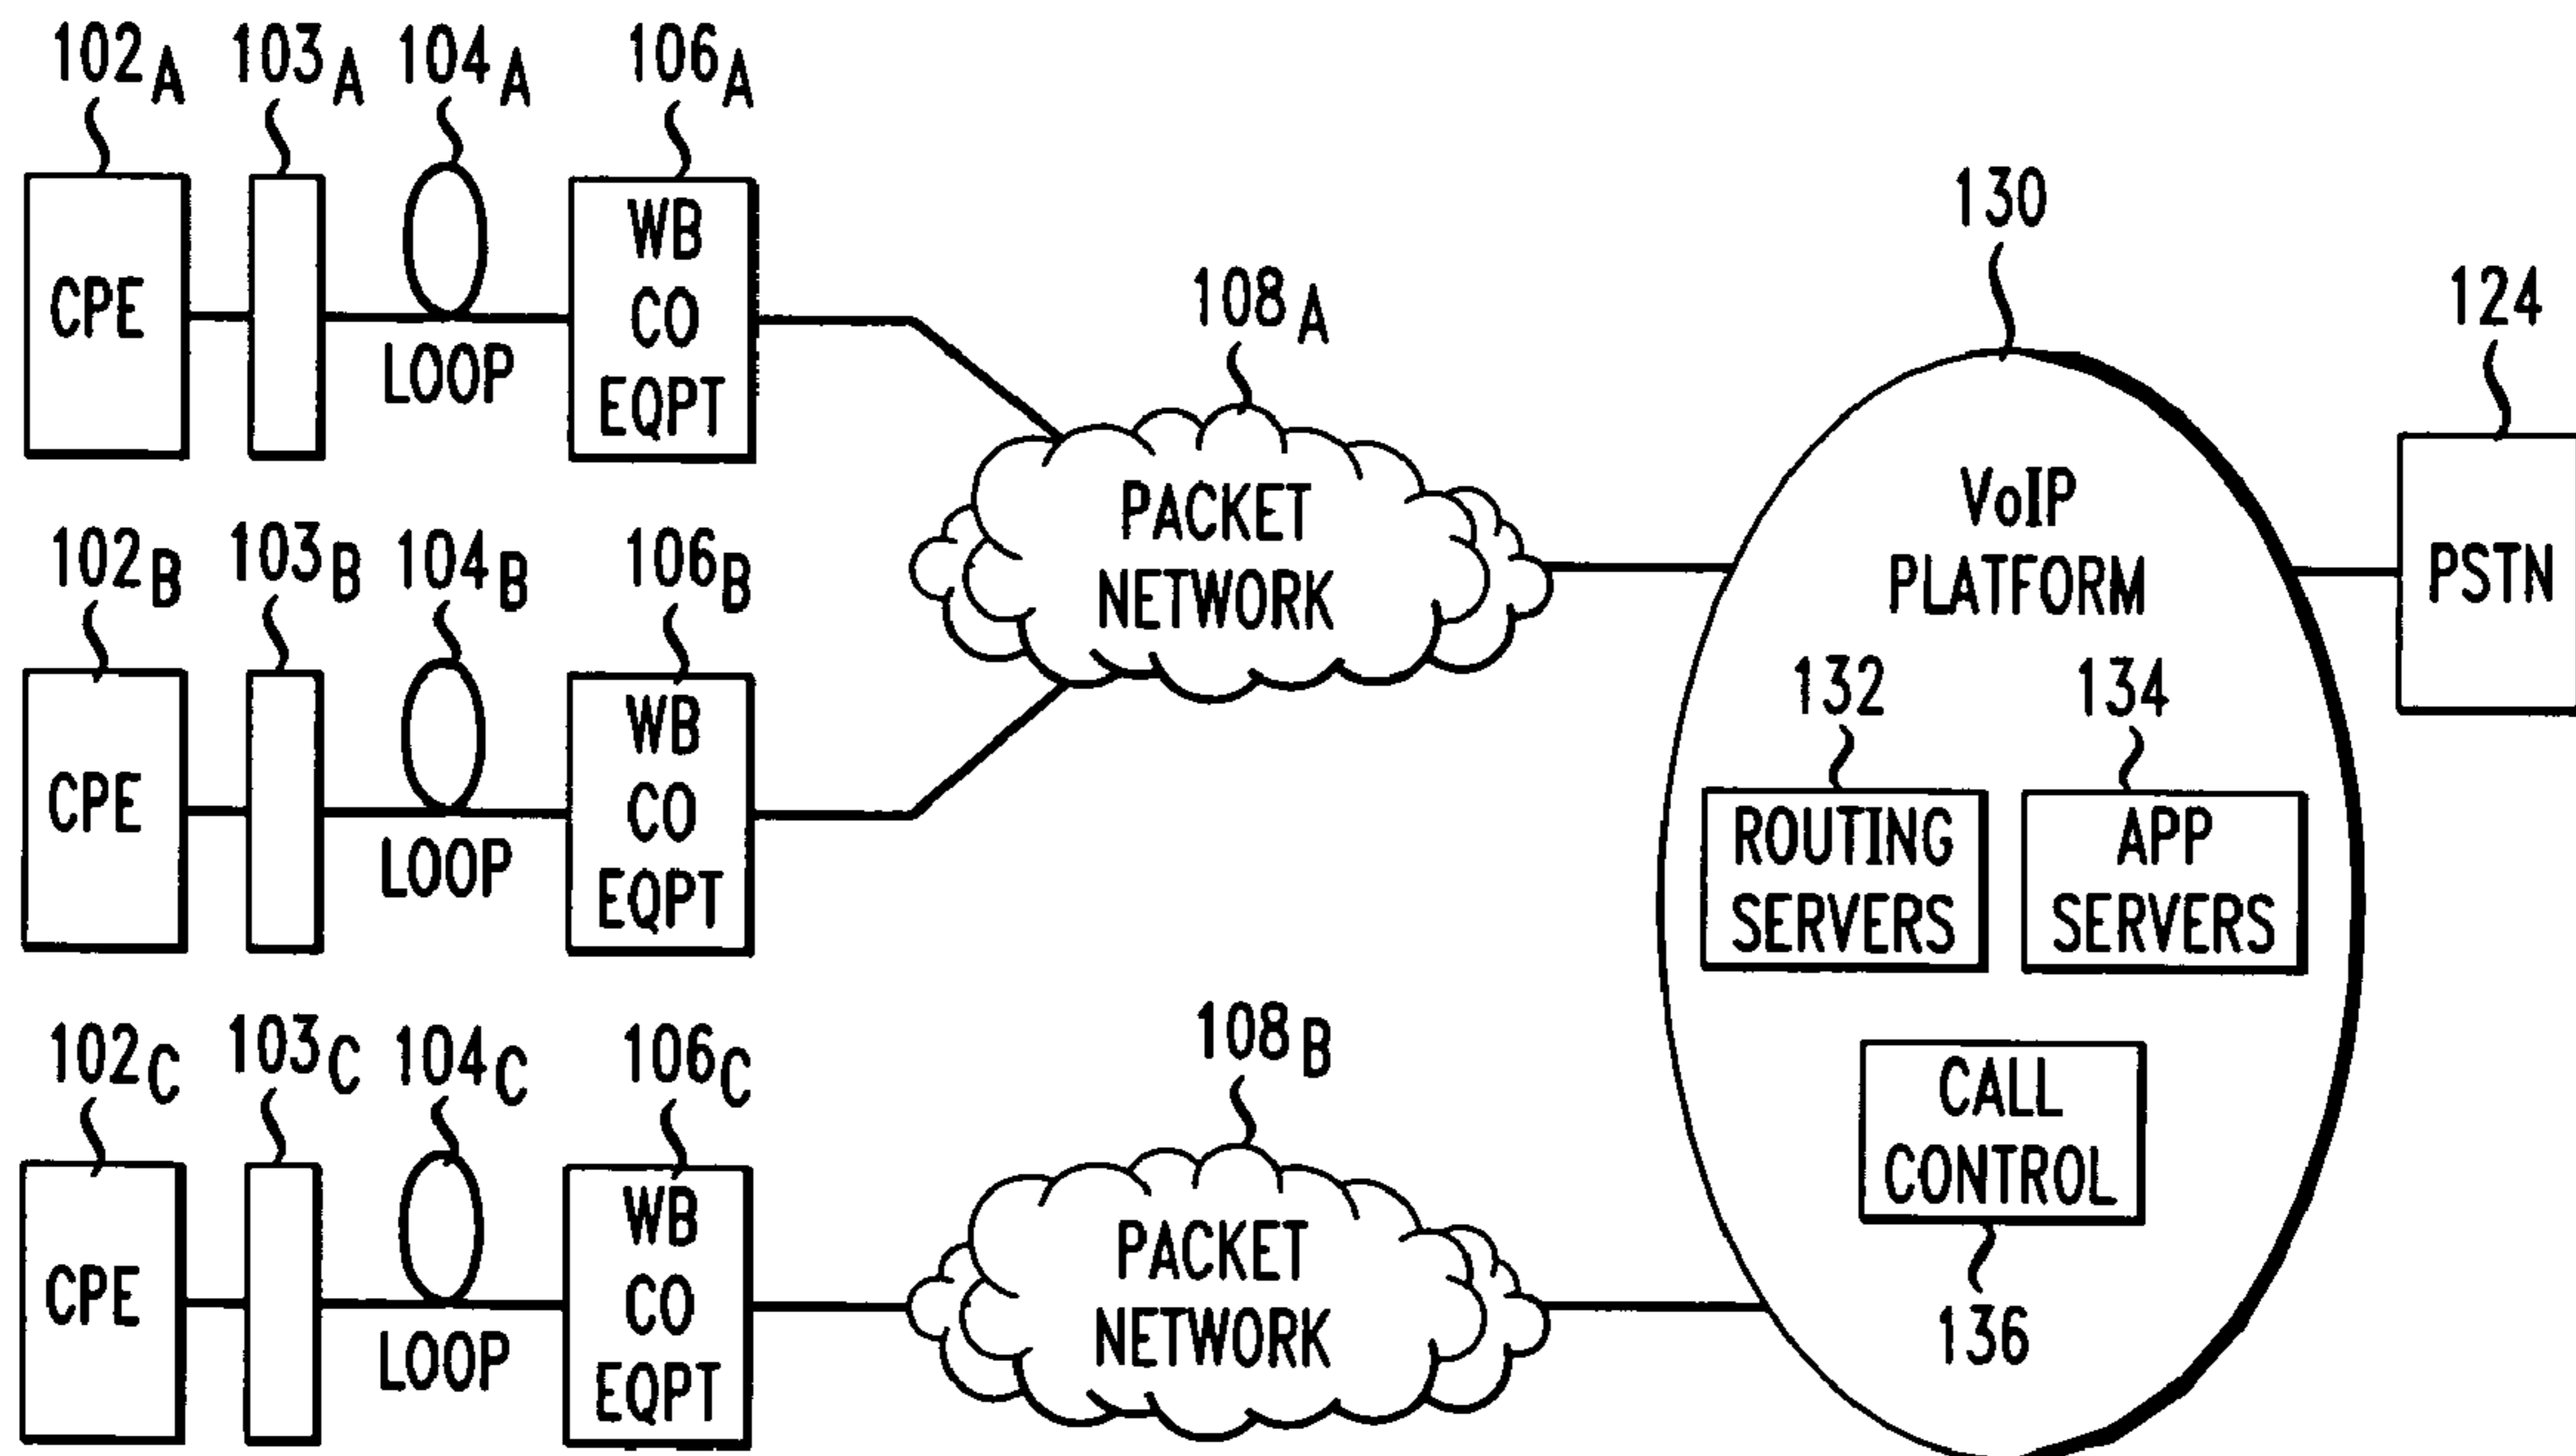 102A 103A 104A 106A
CPE
LOOP
WB
CO
EQPT
102B 103B 104B 106B
CPE
LOOP
WB
CO
EQPT
102C 103C 104C 106C
CPE
LOOP
WB
CO
EQPT
108A
PACKET
NETWORK
108B
PACKET
NETWORK
130
VoIP
PLATFORM
132
ROUTING
SERVERS
134
APP
SERVERS
CALL
CONTROL
136
124
PSTN